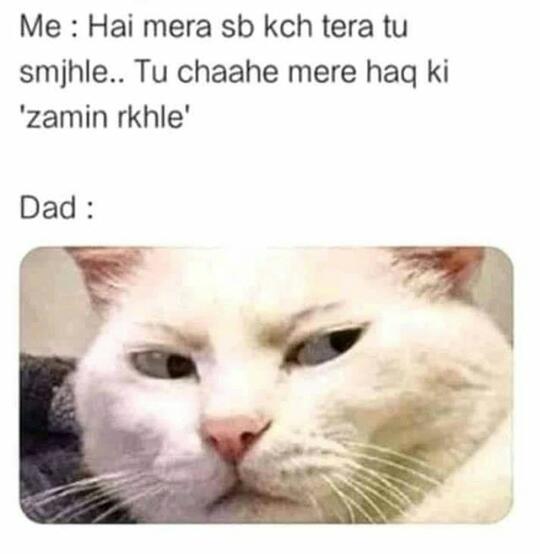 Me : Hai mera sb kch tera tu
smjhle.. Tu chaahe mere haq ki
'zamin rkhle'
Dad :